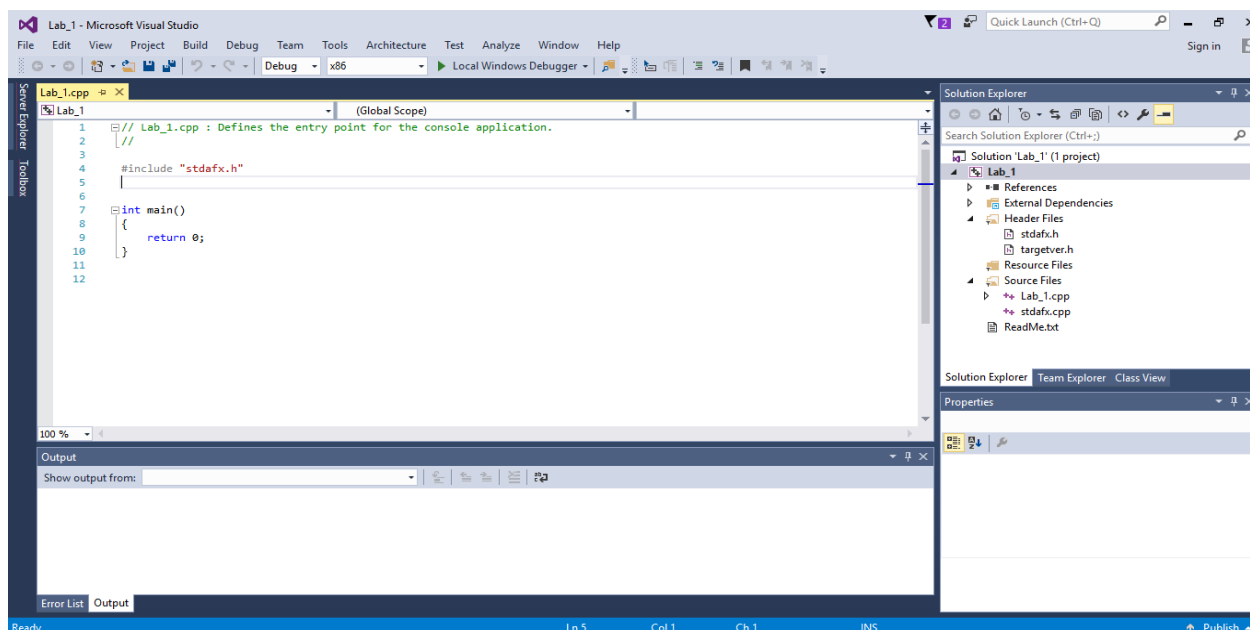 Lab_1 - Microsoft Visual Studio
2
Quick Launch (Ctrl+Q)
File Edit View Project Build Debug Team Tools Architecture Test Analyze Window Help
Sign in
Debug x86 Local Windows Debugger
Server Explorer
Toolbox
Lab_1.cpp
Lab_1 (Global Scope)
1 // Lab_1.cpp : Defines the entry point for the console application.
2 //
3
4 #include "stdafx.h"
5
6
7 int main()
8 {
9 return 0;
10 }
11
12
100 %
Output
Show output from:
Error List Output
Solution Explorer
Search Solution Explorer (Ctrl+;)
Solution 'Lab_1' (1 project)
Lab_1
References
External Dependencies
Header Files
stdafx.h
targetver.h
Resource Files
Source Files
Lab_1.cpp
stdafx.cpp
ReadMe.txt
Solution Explorer Team Explorer Class View
Properties
Ready Ln 5 Col 1 Ch 1 INS Publish